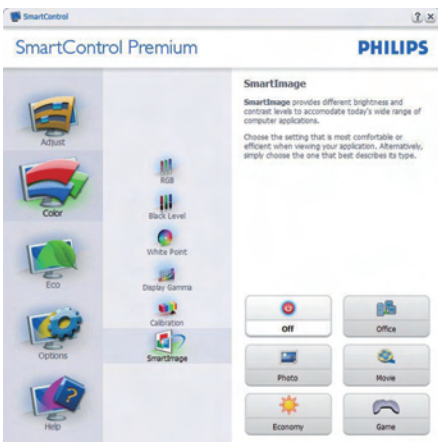 SmartControl
SmartControl Premium
PHILIPS
Adjust
Color
Eco
Options
Help
RGB
Black Level
White Point
Display Gamma
Calibration
SmartImage
SmartImage
SmartImage provides different brightness and
contrast levels to accomodate today's wide range of
computer applications.
Choose the setting that is most comfortable or
efficient when viewing your application. Alternatively,
simply choose the one that best describes its type.
Off
Office
Photo
Movie
Economy
Game